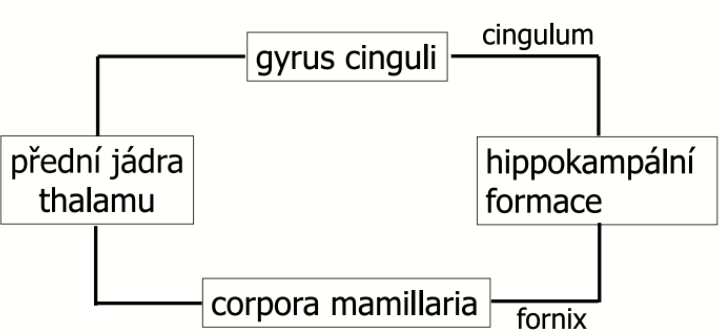 cingulum
gyrus cinguli
přední jádra
thalamu
hippokampální
formace
corpora mamillaria
fornix